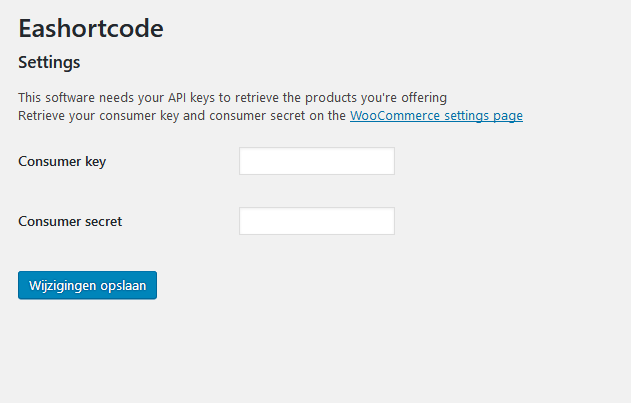 Eashortcode
Settings
This software needs your API keys to retrieve the products you're offering
Retrieve your consumer key and consumer secret on the WooCommerce settings page
Consumer key
Consumer secret
Wijzigingen opslaan